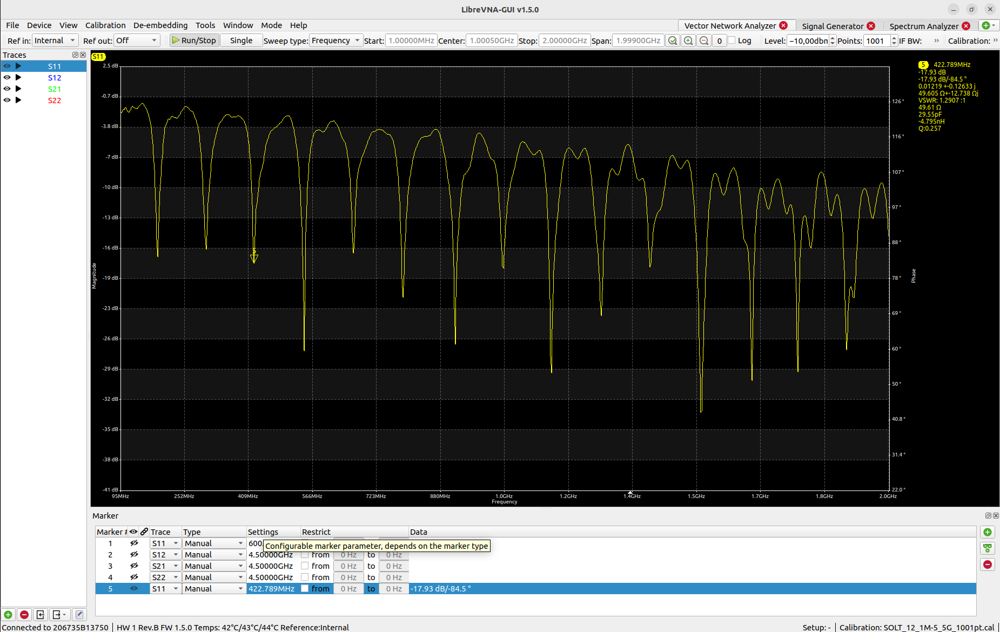 LibreVNA-GUI v1.5.0
File Device View Calibration De-embedding Tools Window Mode Help
Vector Network Analyzer Signal Generator Spectrum Analyzer
Ref in: Internal Ref out: Off Run/Stop Single Sweep type: Frequency Start: 1.00000MHz Center: 1.00050GHz Stop: 2.00000GHz Span: 1.99900GHz 0 Log Level: −10,00dbm Points: 1001 IF BW: » Calibration: »
Traces
S11
S12
S21
S22
S11
2.5 dB
-0.7 dB
-3.8 dB
-7 dB
-10 dB
-13 dB
-16 dB
-19 dB
-23 dB
-26 dB
-29 dB
-32 dB
-35 dB
-38 dB
-41 dB
Magnitude
95MHz 252MHz 409MHz 566MHz 723MHz 880MHz 1.0GHz 1.2GHz 1.4GHz 1.5GHz 1.7GHz 1.8GHz 2.0GHz
Frequency
126°
116°
107°
97°
88°
78°
69°
60°
50°
40.8°
31.4°
22.0°
Phase
5 422.789MHz
-17.93 dB
-17.93 dB/-84.5 °
0.01219 +-0.12633 j
49.605 Ω+-12.738 Ωj
VSWR: 1.2907 :1
49.61 Ω
29.55pF
-4.795nH
Q:0.257
Marker
Marker # Trace Type Settings Restrict Data
1 S11 Manual 600.
Configurable marker parameter, depends on the marker type
2 S12 Manual 4.50000GHz from 0 Hz to 0 Hz
3 S21 Manual 4.50000GHz from 0 Hz to 0 Hz
4 S22 Manual 4.50000GHz from 0 Hz to 0 Hz
5 S11 Manual 422.789MHz from 0 Hz to 0 Hz -17.93 dB/-84.5 °
Connected to 206735B13750 HW 1 Rev.B FW 1.5.0 Temps: 42°C/43°C/44°C Reference:Internal Setup: - Calibration: SOLT_12_1M-5_5G_1001pt.cal